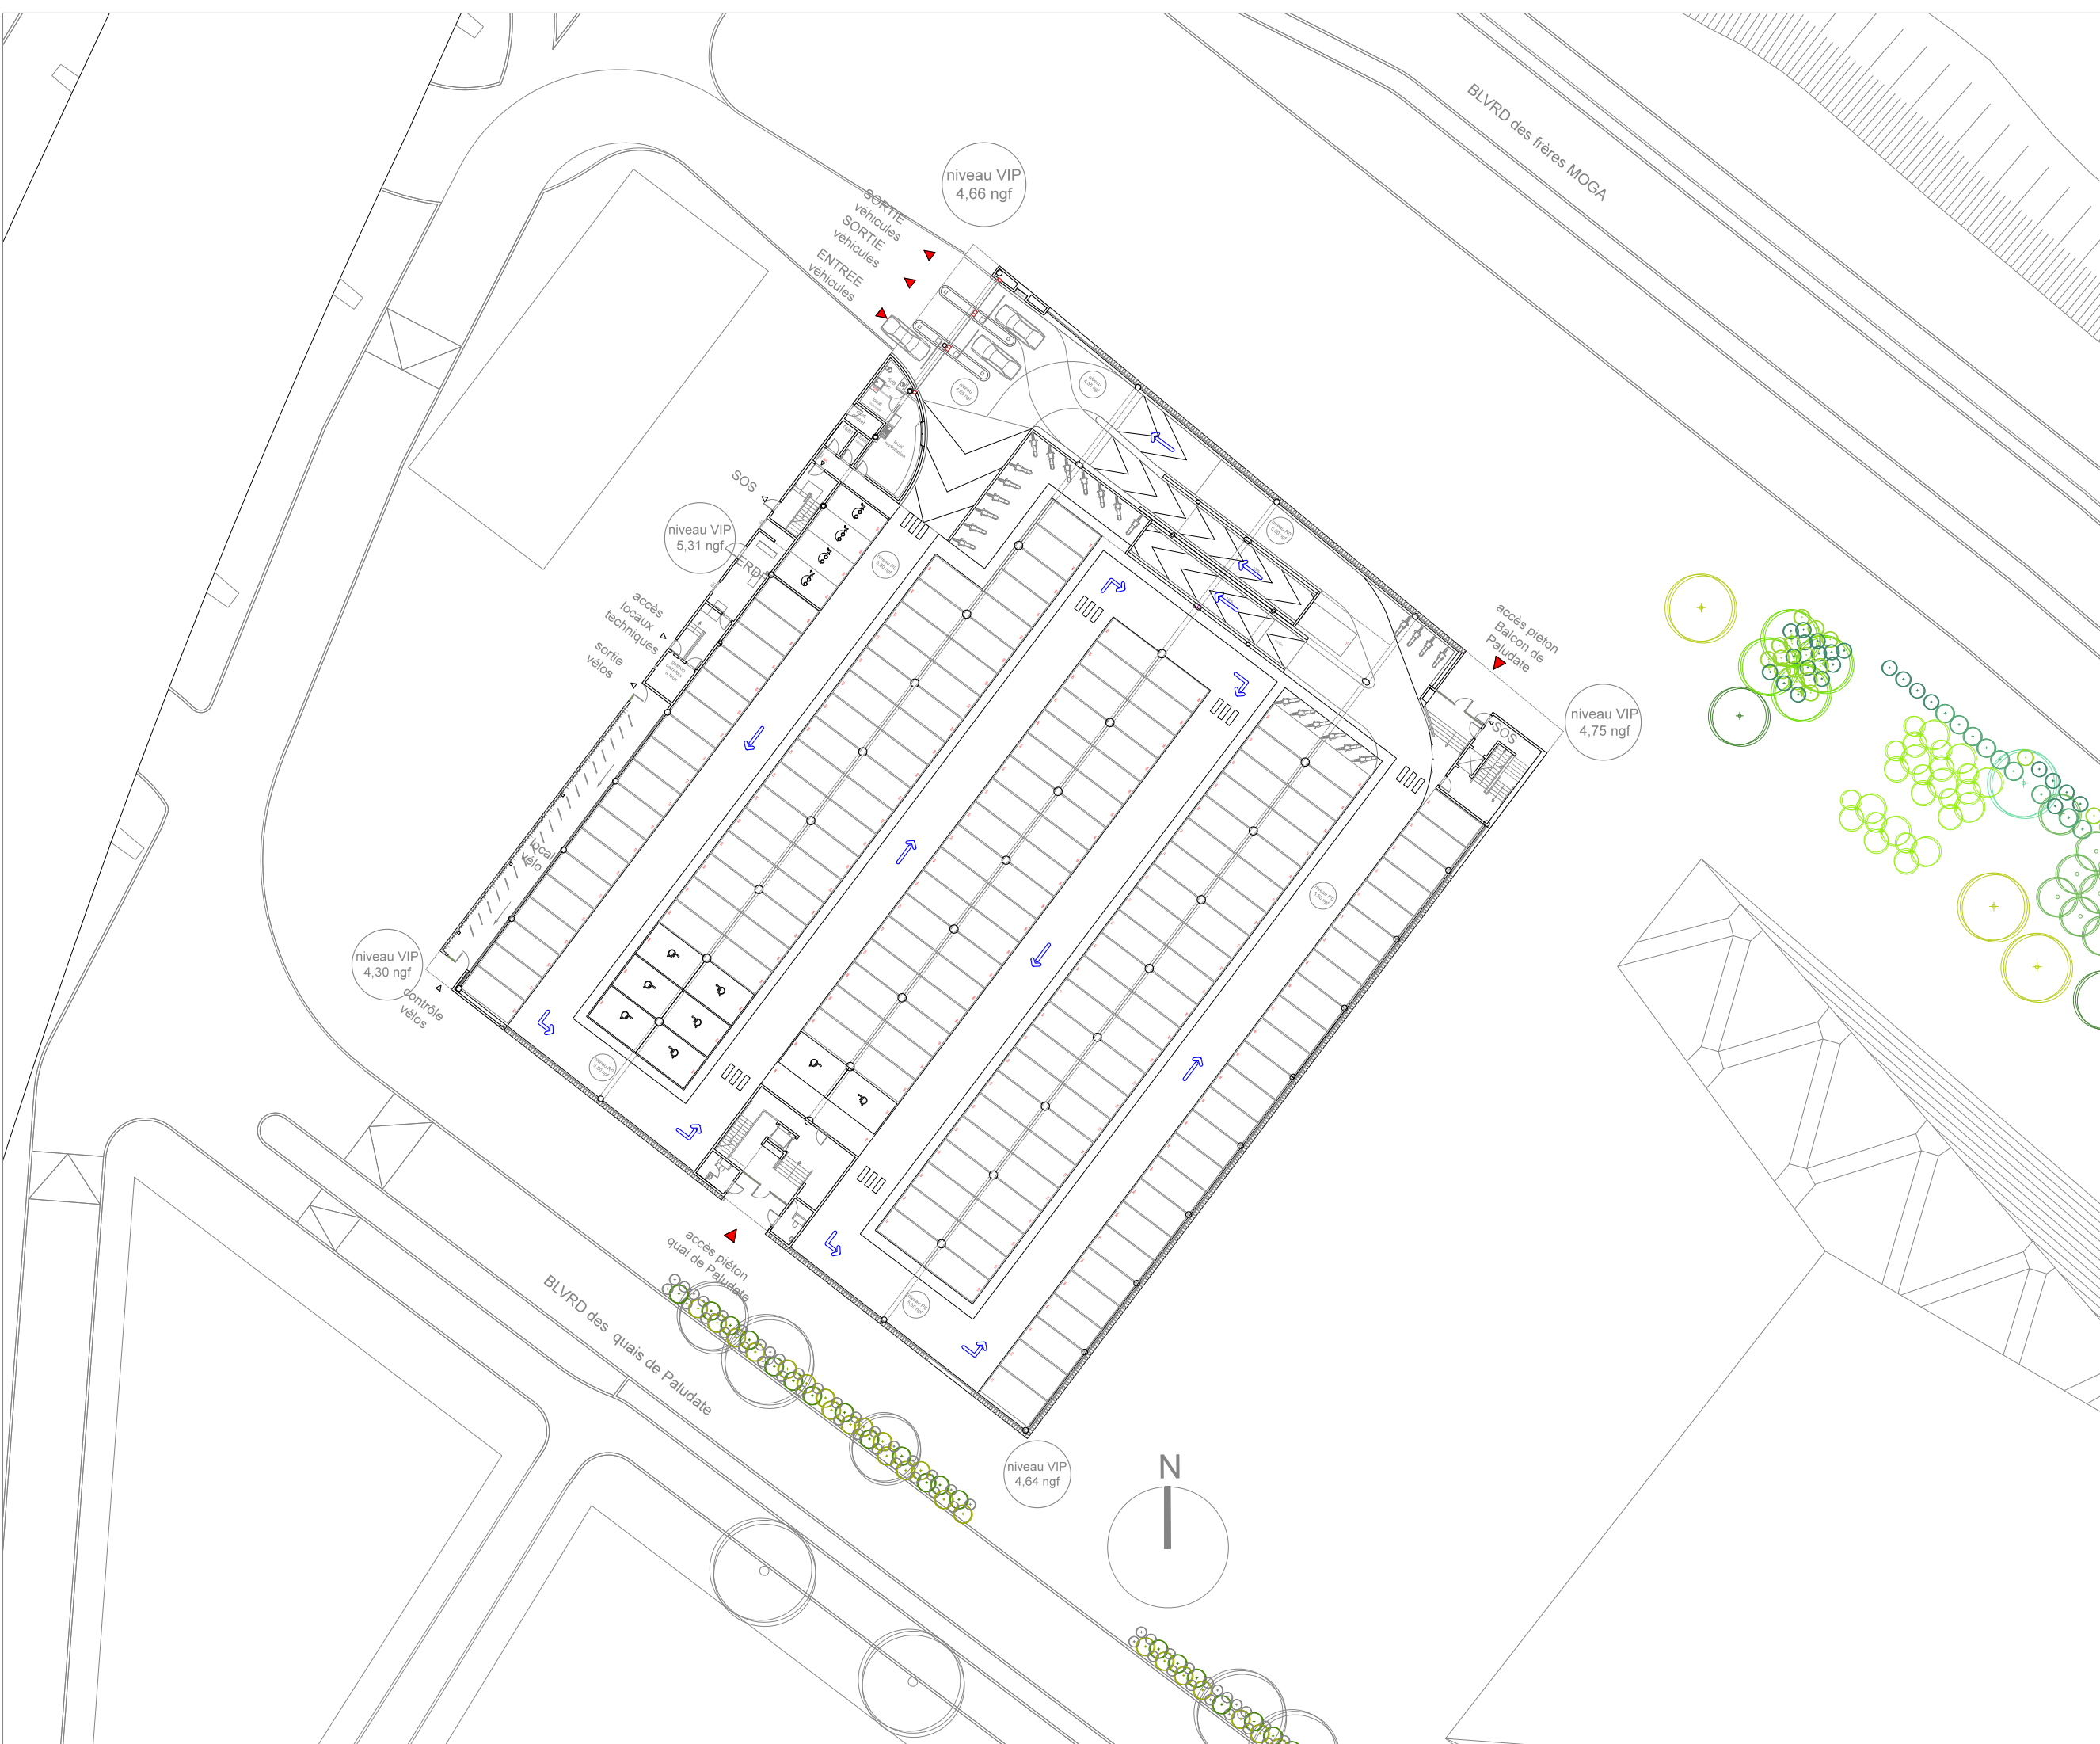 BLVRD des frères MOGA
niveau VIP
4,66 ngf
SORTIE
véhicules
SORTIE
véhicules
ENTREE
véhicules
SOS
niveau VIP
5,31 ngf
ERDF
accès
locaux
techniques
sortie
vélos
local
vélo
niveau VIP
4,30 ngf
contrôle
vélos
accès piéton
Balcon de
Paludate
SOS
niveau VIP
4,75 ngf
accès piéton
quai de Paludate
BLVRD des quais de Paludate
niveau VIP
4,64 ngf
N